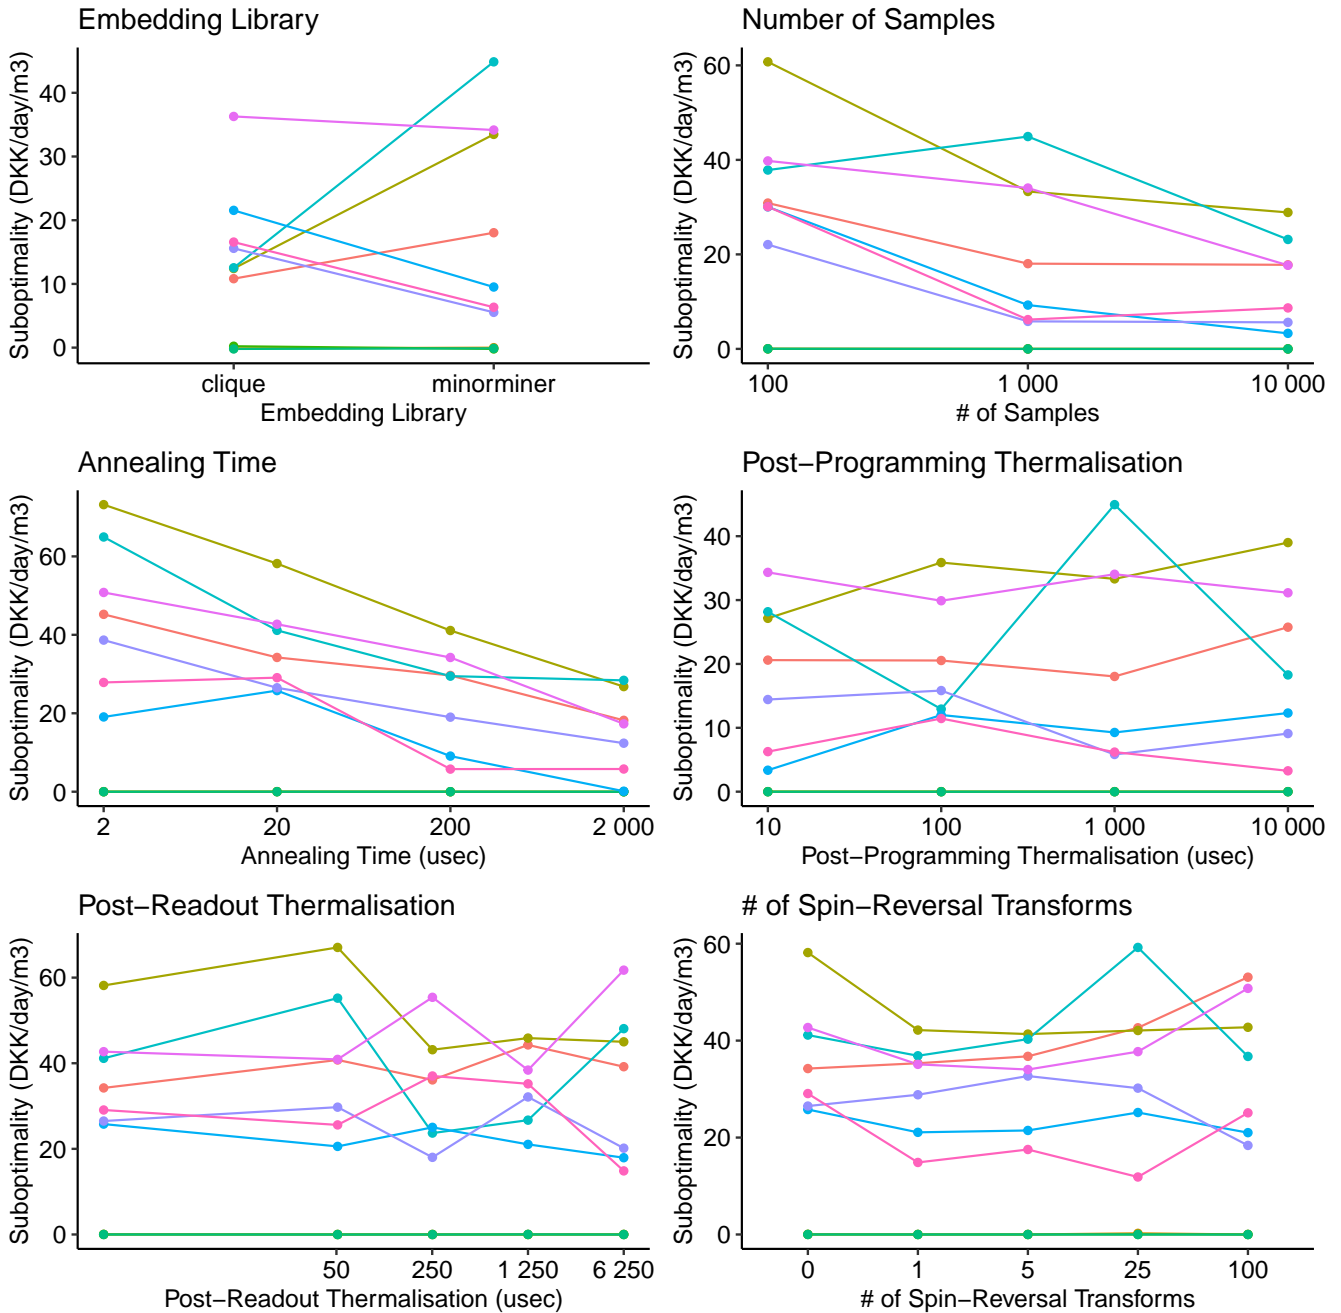 Embedding Library
Suboptimality (DKK/day/m3)
40
30
20
10
0
clique minorminer
Embedding Library
Number of Samples
Suboptimality (DKK/day/m3)
60
40
20
0
100 1 000 10 000
# of Samples
Annealing Time
Suboptimality (DKK/day/m3)
60
40
20
0
2 20 200 2 000
Annealing Time (usec)
Post−Programming Thermalisation
Suboptimality (DKK/day/m3)
40
30
20
10
0
10 100 1 000 10 000
Post−Programming Thermalisation (usec)
Post−Readout Thermalisation
Suboptimality (DKK/day/m3)
60
40
20
0
50 250 1 250 6 250
Post−Readout Thermalisation (usec)
# of Spin−Reversal Transforms
Suboptimality (DKK/day/m3)
60
40
20
0
0 1 5 25 100
# of Spin−Reversal Transforms